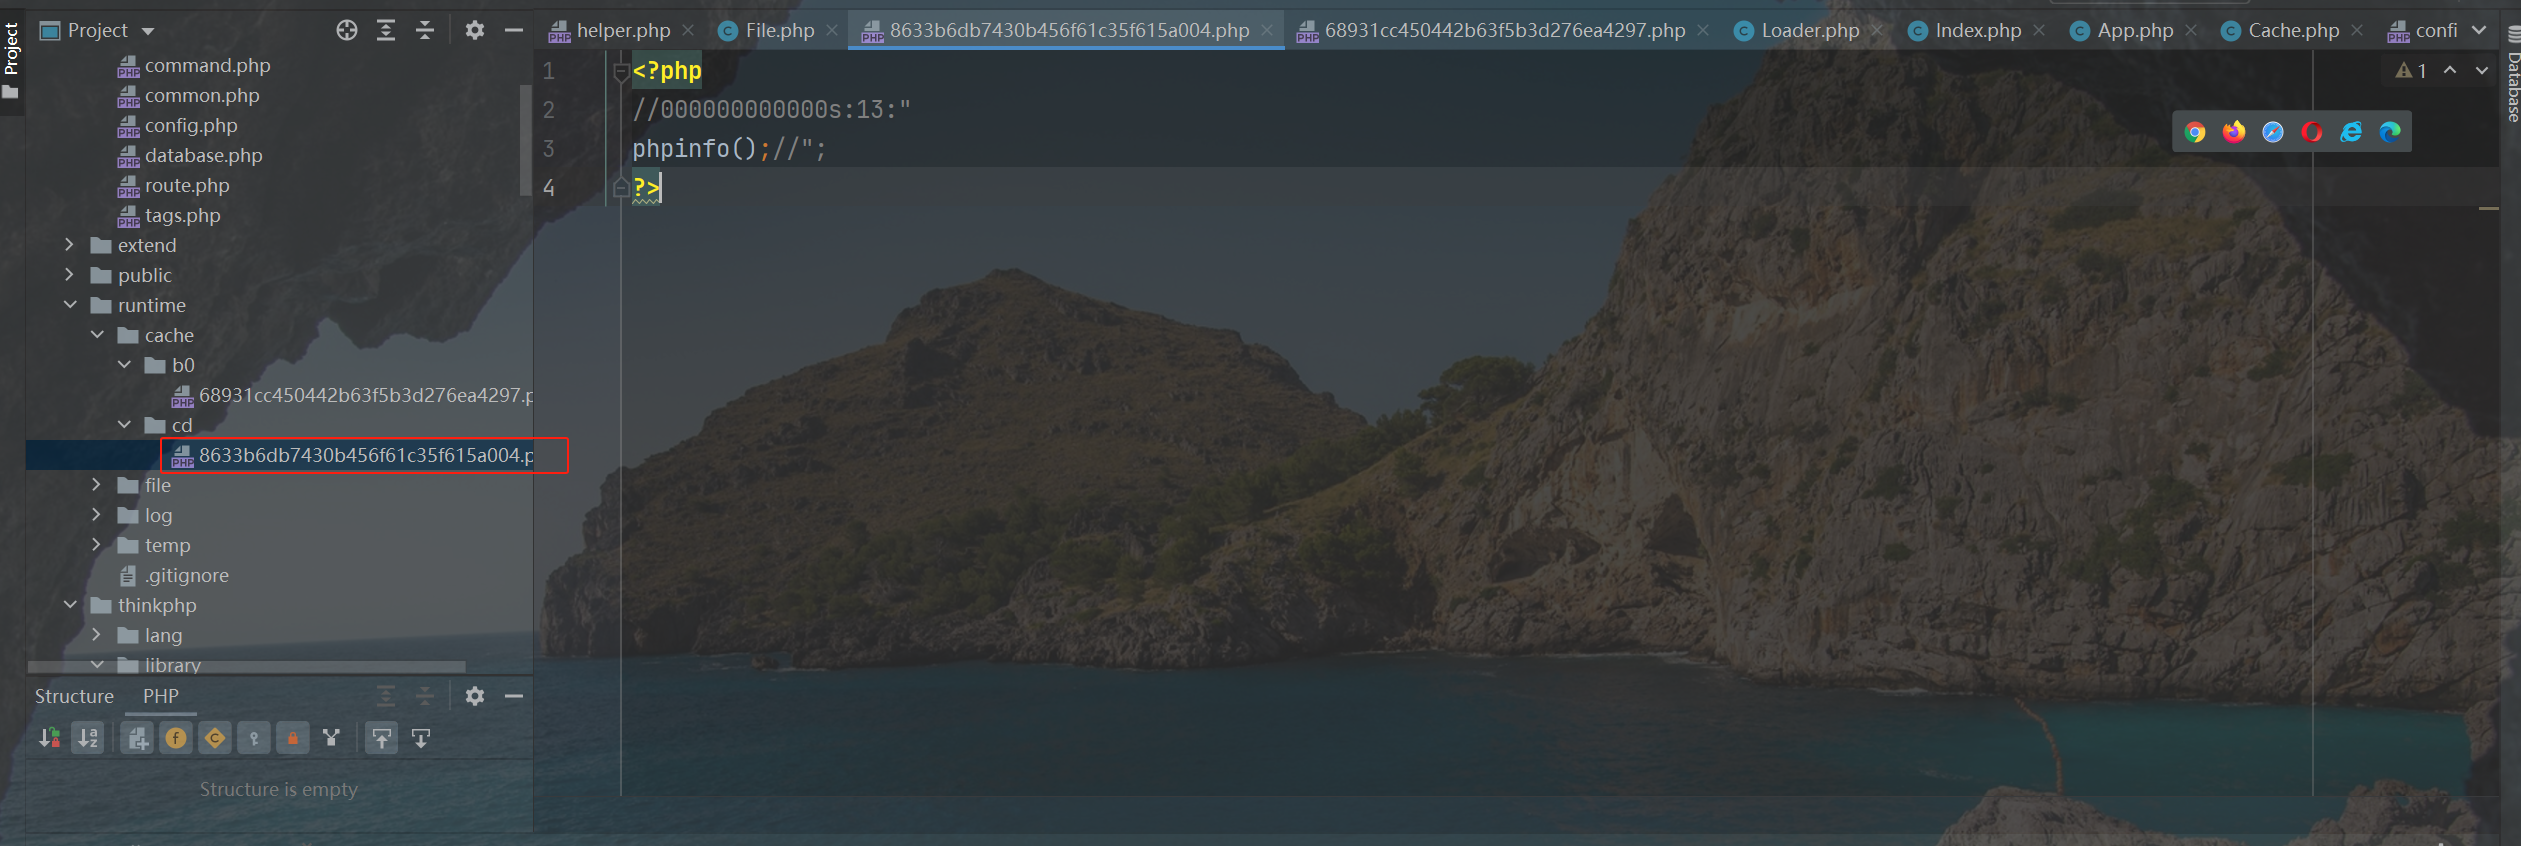 Project
Project
helper.php
File.php
8633b6db7430b456f61c35f615a004.php
68931cc450442b63f5b3d276ea4297.php
Loader.php
Index.php
App.php
Cache.php
confi
Database
command.php
common.php
config.php
database.php
route.php
tags.php
extend
public
runtime
cache
b0
68931cc450442b63f5b3d276ea4297.p
cd
8633b6db7430b456f61c35f615a004.p
file
log
temp
.gitignore
thinkphp
lang
library
1 <?php
2 //000000000000s:13:"
3 phpinfo();//";
4 ?>
1
Structure
PHP
Structure is empty